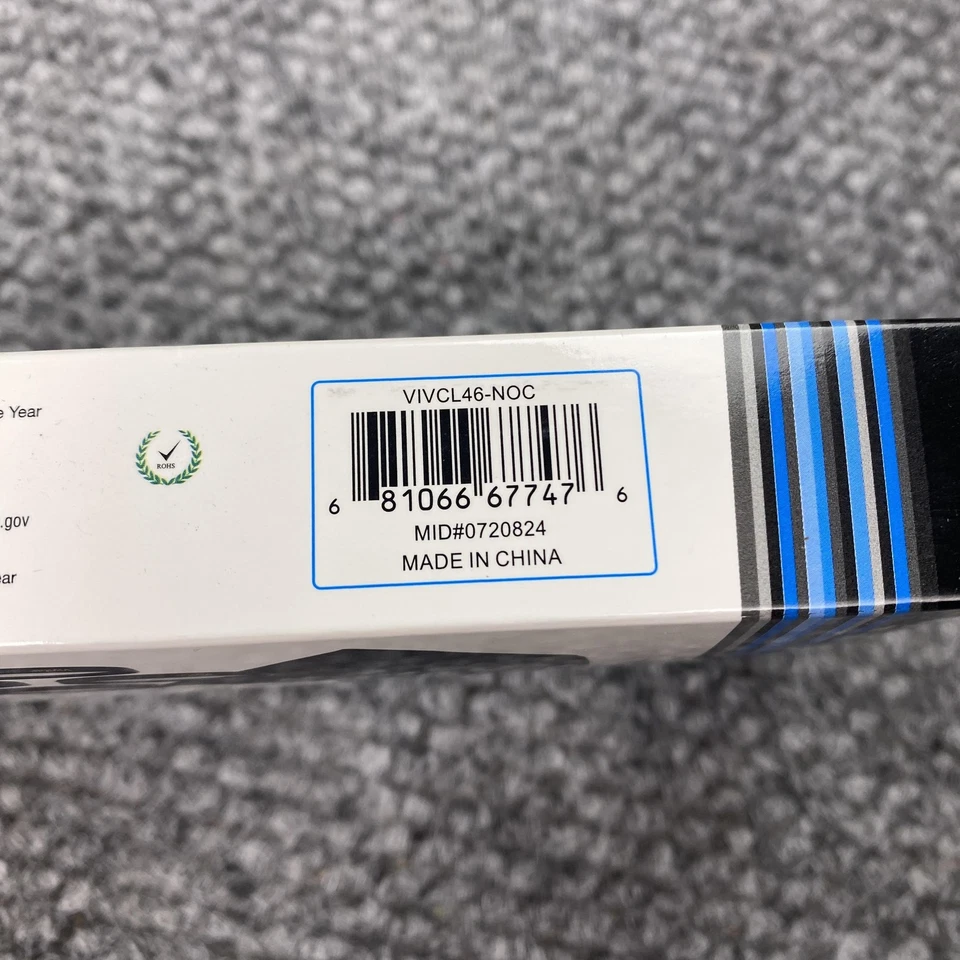 e Year
.gov
ear
ROHS
VIVCL46-NOC
6 81066 67747 6
MID#0720824
MADE IN CHINA